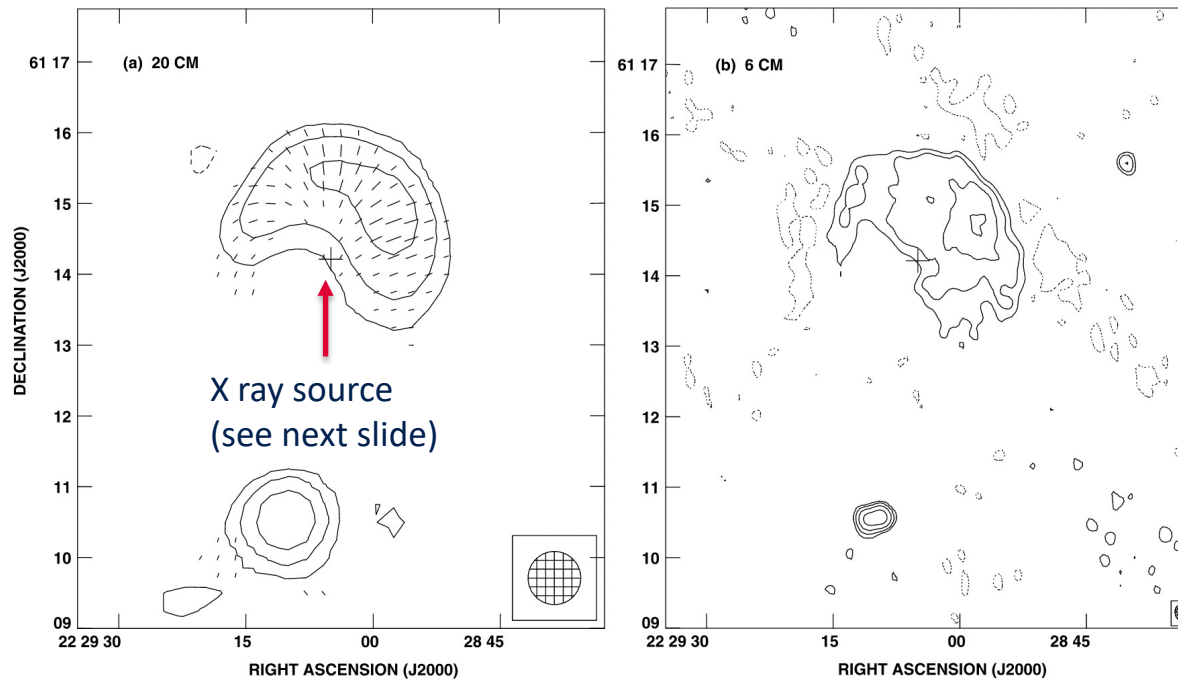 (a) 20 CM
61 17
16
15
14
13
12
11
10
09
DECLINATION (J2000)
X ray source
(see next slide)
22 29 30
15
00
28 45
RIGHT ASCENSION (J2000)
(b) 6 CM
61 17
16
15
14
13
12
11
10
09
22 29 30
15
00
28 45
RIGHT ASCENSION (J2000)